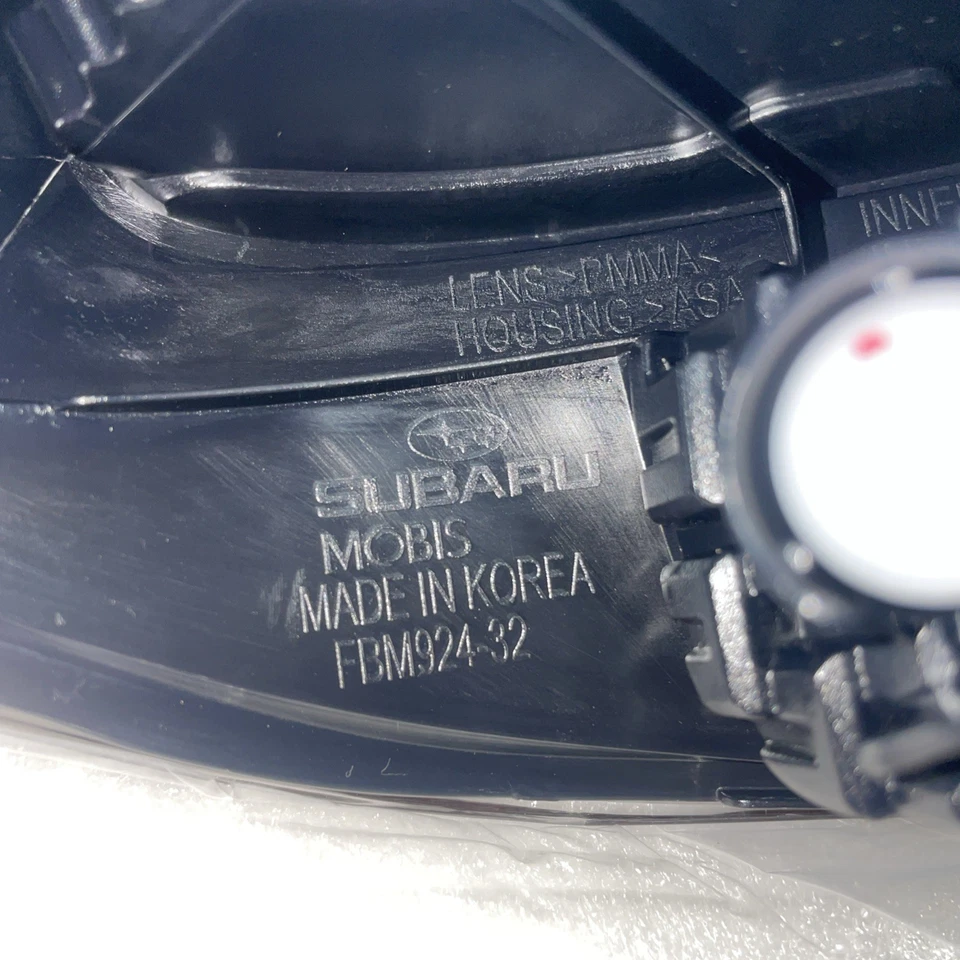 LENS >PMMA<
HOUSING >ASA
SUBARU
MOBIS
MADE IN KOREA
FBM924-32